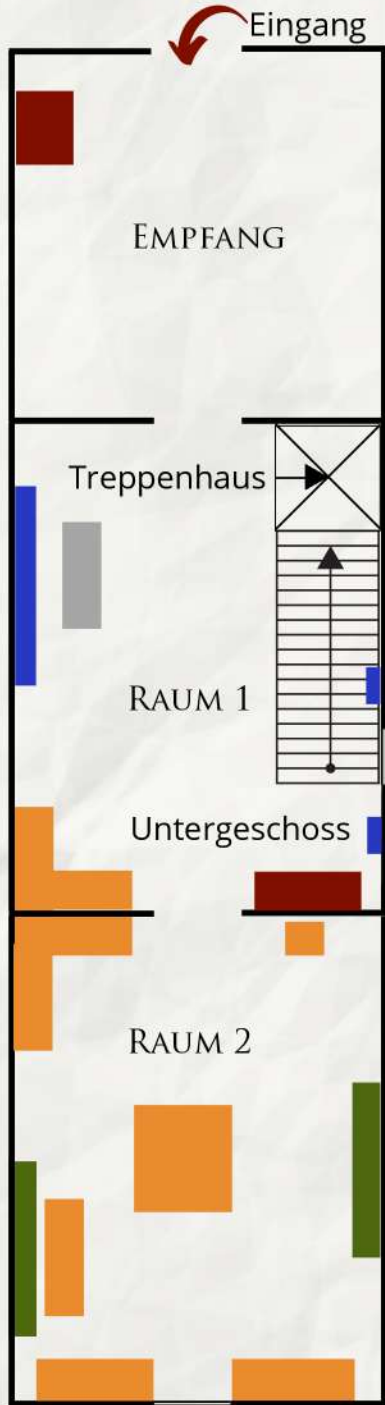 Eingang
EMPFANG
Treppenhaus
RAUM 1
Untergeschoss
RAUM 2